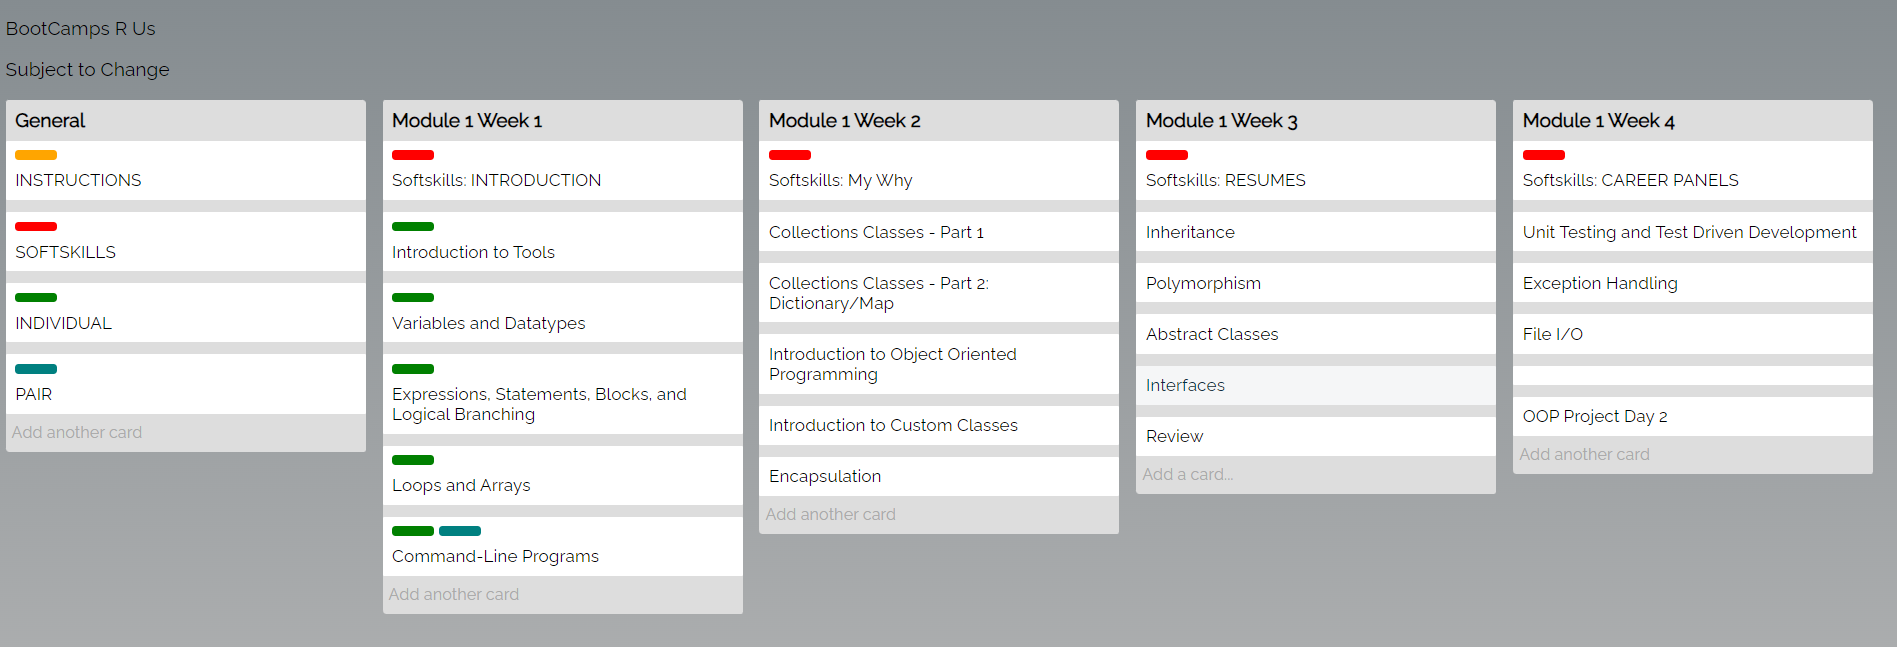 BootCamps R Us
Subject to Change
General
INSTRUCTIONS
SOFTSKILLS
INDIVIDUAL
PAIR
Add another card
Module 1 Week 1
Softskills: INTRODUCTION
Introduction to Tools
Variables and Datatypes
Expressions, Statements, Blocks, and
Logical Branching
Loops and Arrays
Command-Line Programs
Add another card
Module 1 Week 2
Softskills: My Why
Collections Classes - Part 1
Collections Classes - Part 2:
Dictionary/Map
Introduction to Object Oriented
Programming
Introduction to Custom Classes
Encapsulation
Add another card
Module 1 Week 3
Softskills: RESUMES
Inheritance
Polymorphism
Abstract Classes
Interfaces
Review
Add a card...
Module 1 Week 4
Softskills: CAREER PANELS
Unit Testing and Test Driven Development
Exception Handling
File I/O
OOP Project Day 2
Add another card